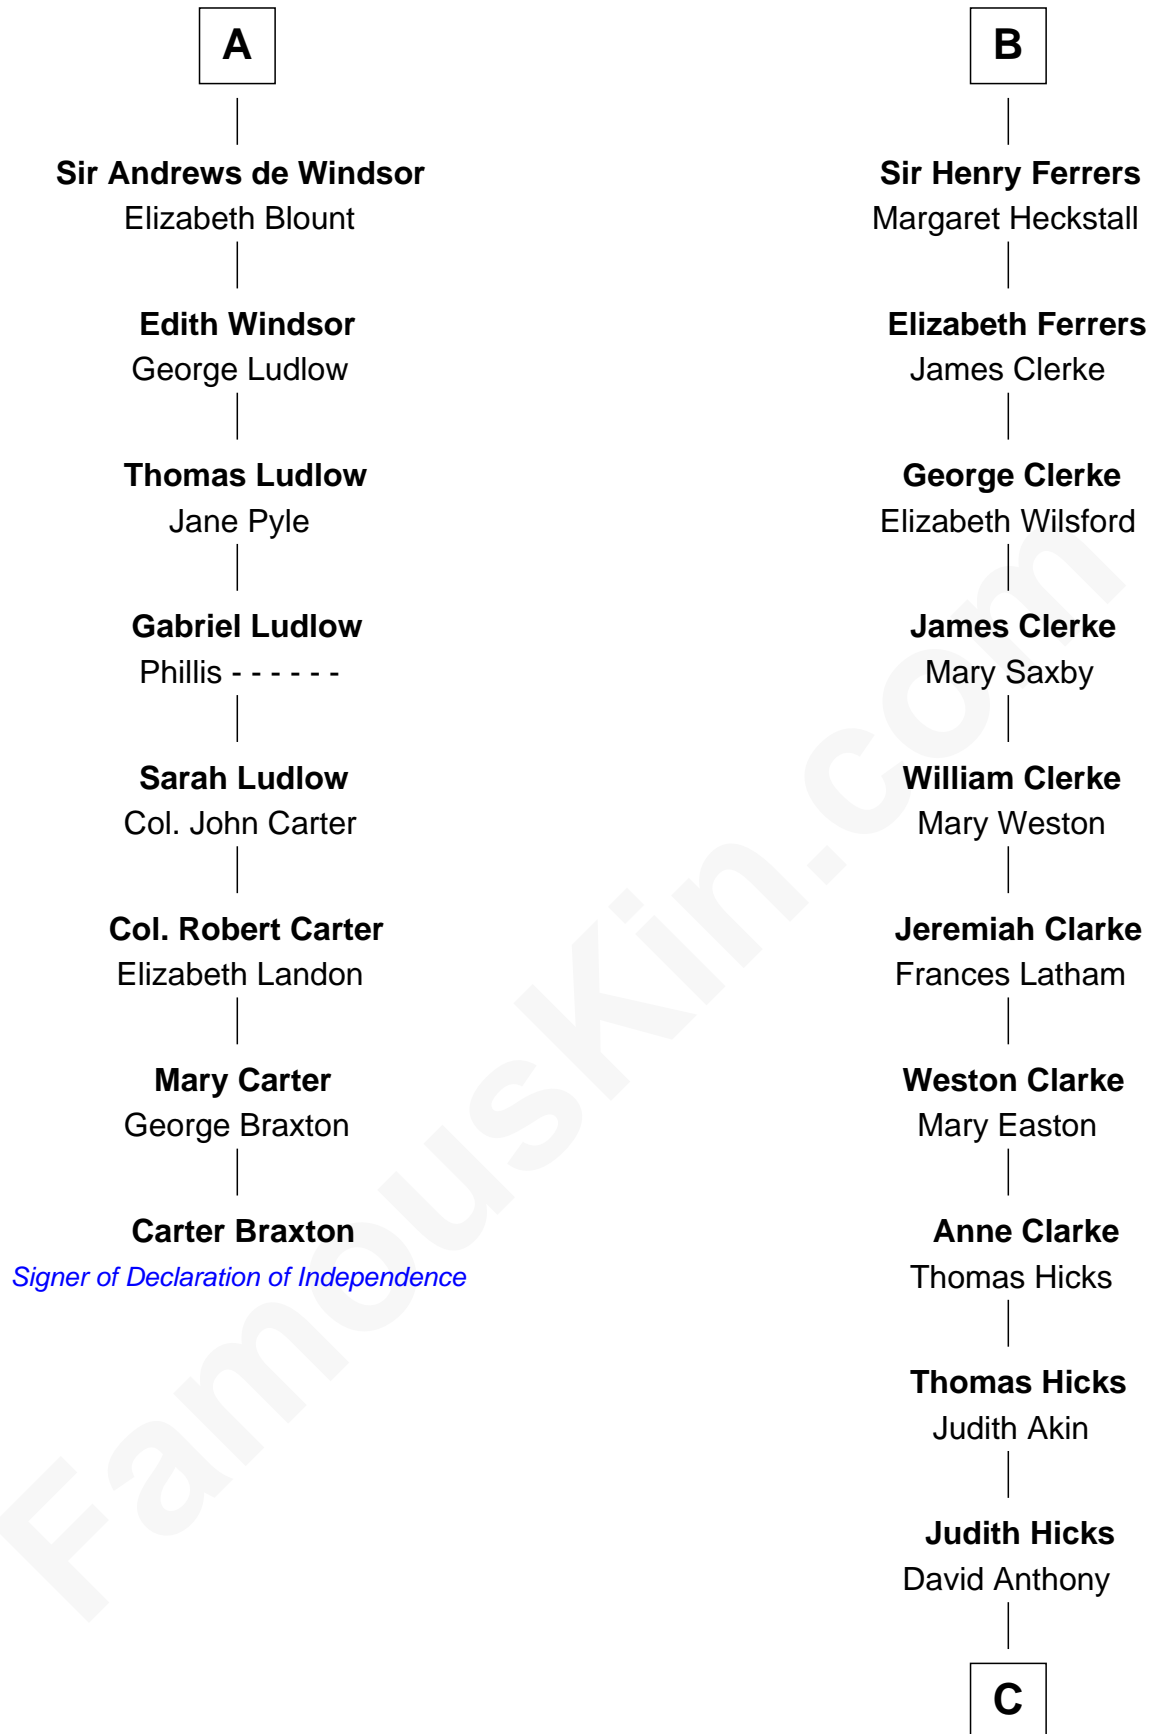 A
Sir Andrews de Windsor
Elizabeth Blount
Edith Windsor
George Ludlow
Thomas Ludlow
Jane Pyle
Gabriel Ludlow
Phillis - - - - - -
Sarah Ludlow
Col. John Carter
Col. Robert Carter
Elizabeth Landon
Mary Carter
George Braxton
Carter Braxton
Signer of Declaration of Independence
B
Sir Henry Ferrers
Margaret Heckstall
Elizabeth Ferrers
James Clerke
George Clerke
Elizabeth Wilsford
James Clerke
Mary Saxby
William Clerke
Mary Weston
Jeremiah Clarke
Frances Latham
Weston Clarke
Mary Easton
Anne Clarke
Thomas Hicks
Thomas Hicks
Judith Akin
Judith Hicks
David Anthony
C
FamousKin.com